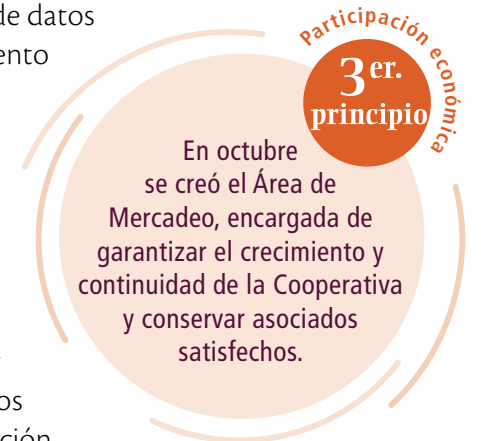 de datos
ento
Participación económica
3er.
principio
En octubre
se creó el Área de
Mercadeo, encargada de
garantizar el crecimiento y
continuidad de la Cooperativa
y conservar asociados
satisfechos.
os
ción